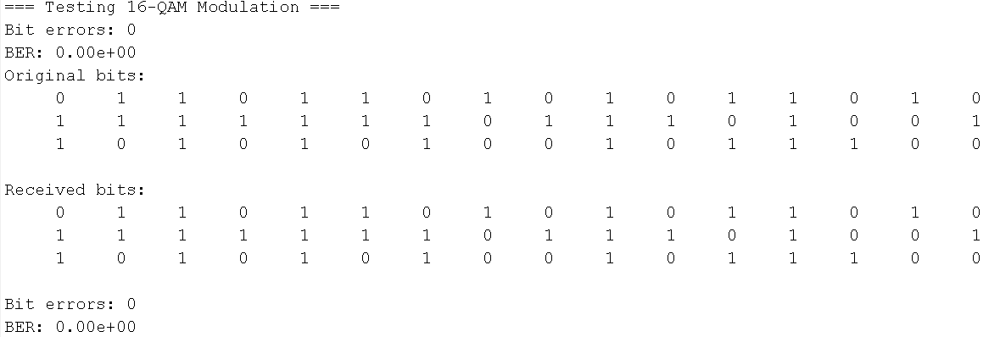 === Testing 16-QAM Modulation ===
Bit errors: 0
BER: 0.00e+00
Original bits:
0 1 1 0 1 1 0 1 0 1 0 1 1 0 1 0
1 1 1 1 1 1 1 0 1 1 1 0 1 0 0 1
1 0 1 0 1 0 1 0 0 1 0 1 1 1 0 0
Received bits:
0 1 1 0 1 1 0 1 0 1 0 1 1 0 1 0
1 1 1 1 1 1 1 0 1 1 1 0 1 0 0 1
1 0 1 0 1 0 1 0 0 1 0 1 1 1 0 0
Bit errors: 0
BER: 0.00e+00